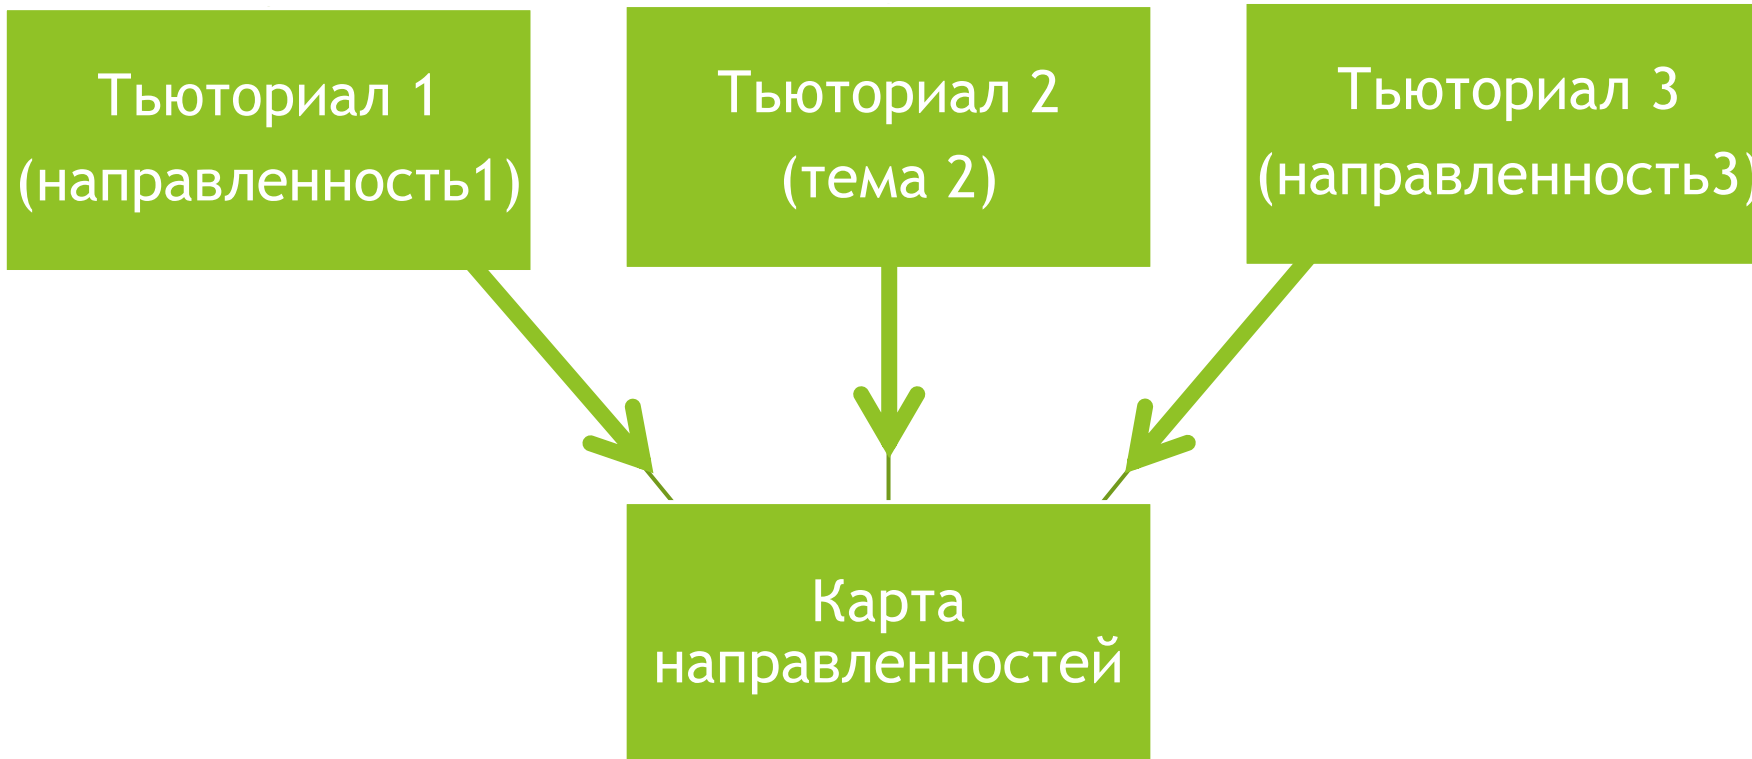 Тьюториал 1
(направленность1)
Тьюториал 2
(тема 2)
Тьюториал 3
(направленность3)
Карта
направленностей